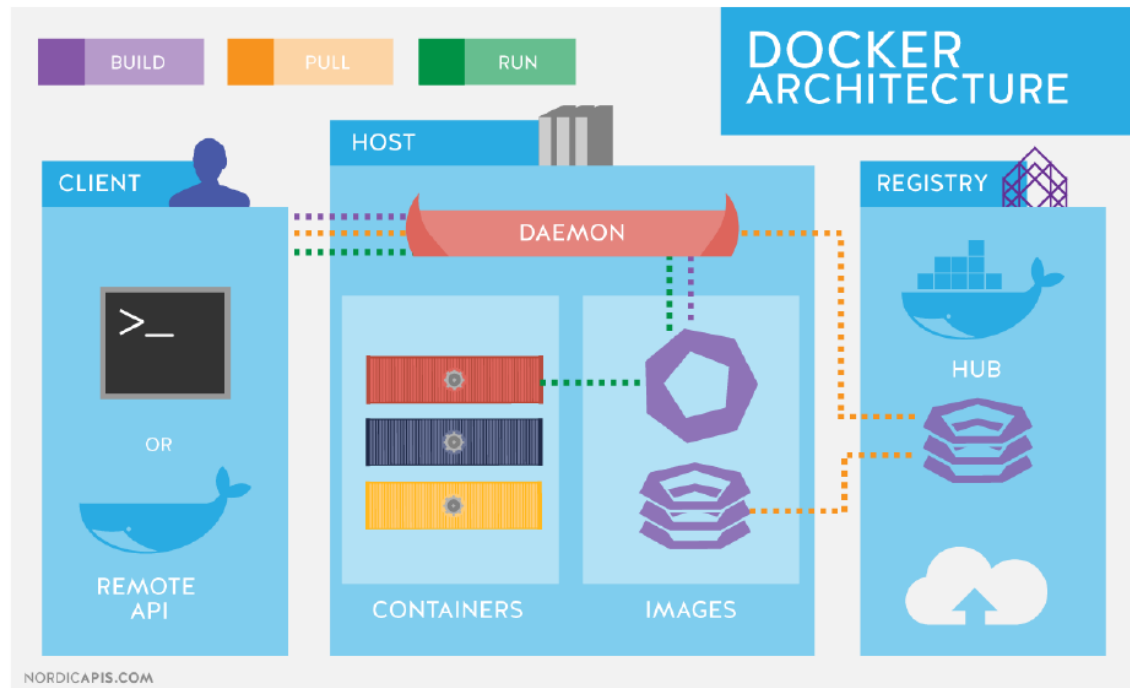 BUILD
PULL
RUN
DOCKER
ARCHITECTURE
HOST
CLIENT
REGISTRY
DAEMON
>_
HUB
OR
REMOTE
API
CONTAINERS
IMAGES
NORDICAPIS.COM